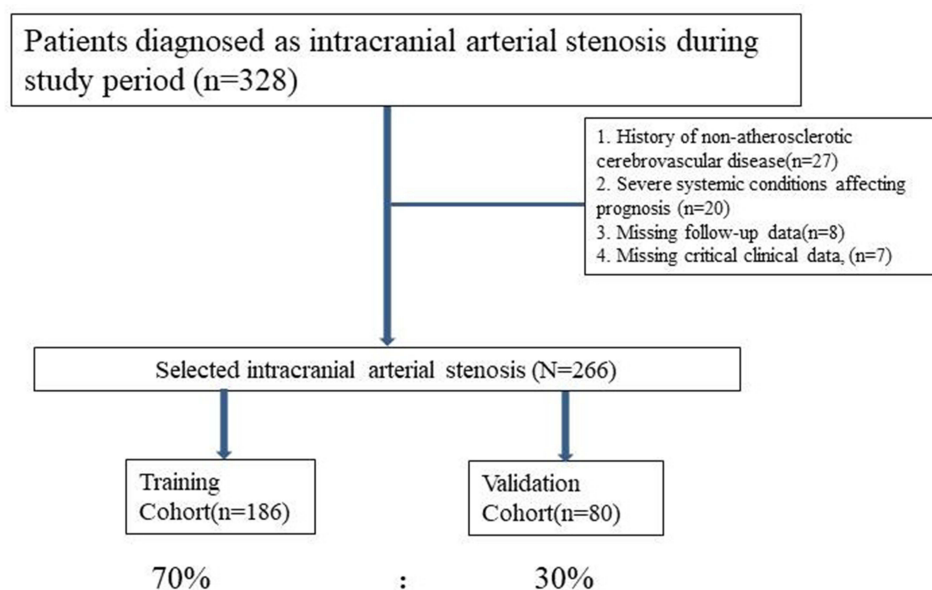 Patients diagnosed as intracranial arterial stenosis during
study period (n=328)
1. History of non-atherosclerotic
cerebrovascular disease(n=27)
2. Severe systemic conditions affecting
prognosis (n=20)
3. Missing follow-up data(n=8)
4. Missing critical clinical data, (n=7)
Selected intracranial arterial stenosis (N=266)
Training
Cohort(n=186)
Validation
Cohort(n=80)
70% : 30%